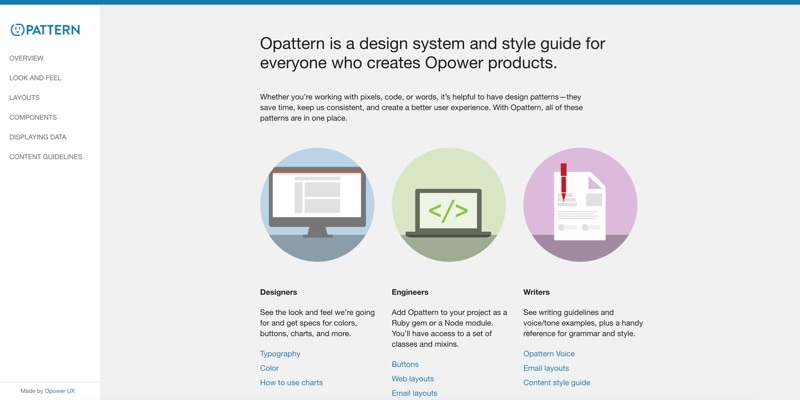 OPATTERN
OVERVIEW
LOOK AND FEEL
LAYOUTS
COMPONENTS
DISPLAYING DATA
CONTENT GUIDELINES
Made by Opower UX
Opattern is a design system and style guide for
everyone who creates Opower products.
Whether you're working with pixels, code, or words, it's helpful to have design patterns—they
save time, keep us consistent, and create a better user experience. With Opattern, all of these
patterns are in one place.
</>
Designers
See the look and feel we're going
for and get specs for colors,
buttons, charts, and more.
Typography
Color
How to use charts
Engineers
Add Opattern to your project as a
Ruby gem or a Node module.
You'll have access to a set of
classes and mixins.
Buttons
Web layouts
Email layouts
Writers
See writing guidelines and
voice/tone examples, plus a handy
reference for grammar and style.
Opattern Voice
Email layouts
Content style guide